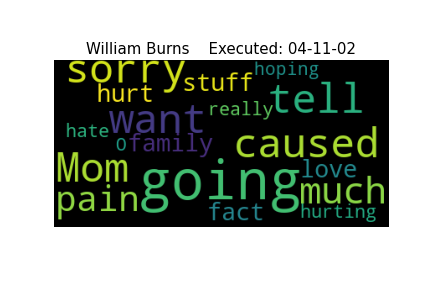 William Burns    Executed: 04-11-02
sorry hoping
hurt stuff tell
want really
hate O family caused
Mom love
pain going much
fact hurting